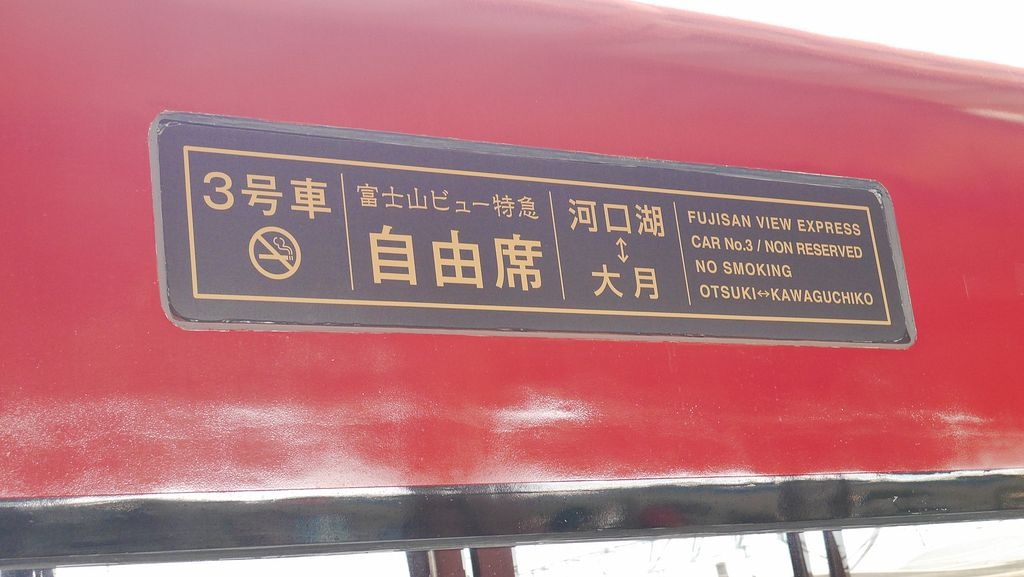 3号車
富士山ビュー特急
自由席
河口湖
↕
大月
FUJISAN VIEW EXPRESS
CAR No.3 / NON RESERVED
NO SMOKING
OTSUKI↔KAWAGUCHIKO